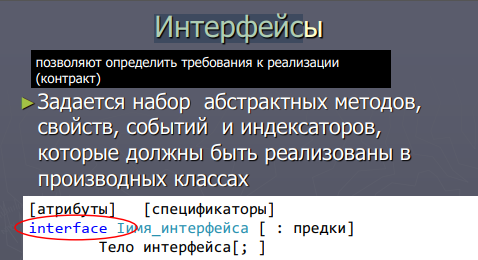 Интерфейсы
позволяют определить требования к реализации
(контракт)
Задается набор абстрактных методов,
свойств, событий и индексаторов,
которые должны быть реализованы в
производных классах
[атрибуты] [спецификаторы]
interface Iимя_интерфейса [ : предки]
Тело интерфейса[; ]